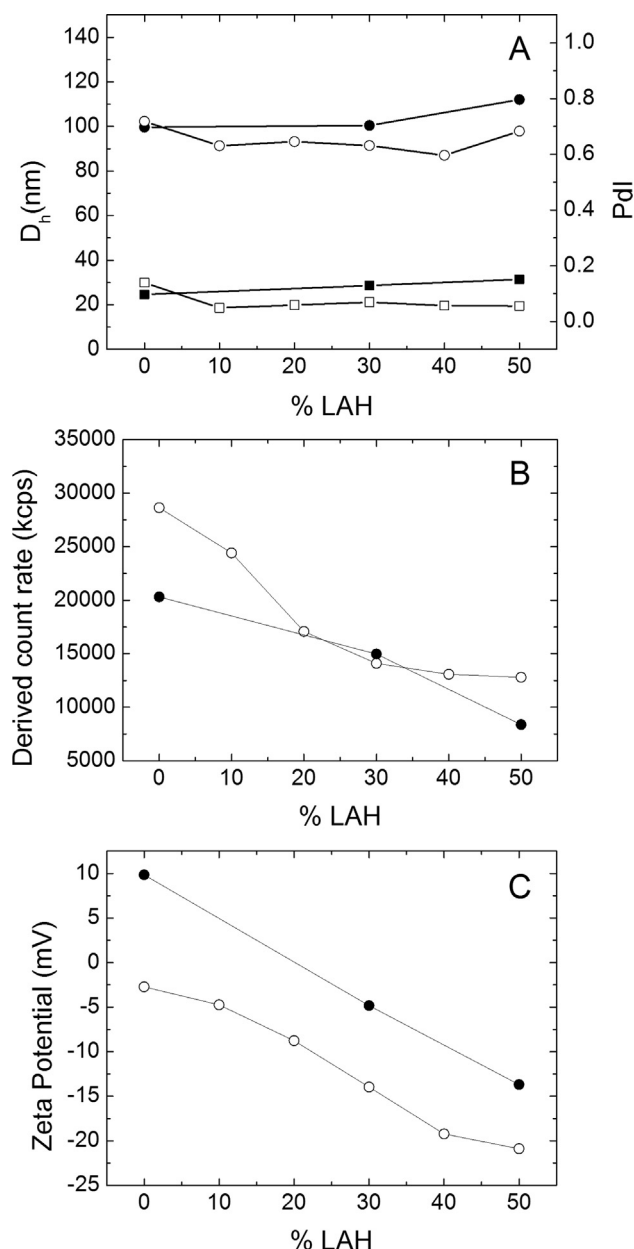 A
140
120
100
80
60
40
20
0
Dh(nm)
1.0
0.8
0.6
0.4
0.2
0.0
PdI
0 10 20 30 40 50
% LAH
B
35000
30000
25000
20000
15000
10000
5000
Derived count rate (kcps)
0 10 20 30 40 50
% LAH
C
10
5
0
-5
-10
-15
-20
-25
Zeta Potential (mV)
0 10 20 30 40 50
% LAH